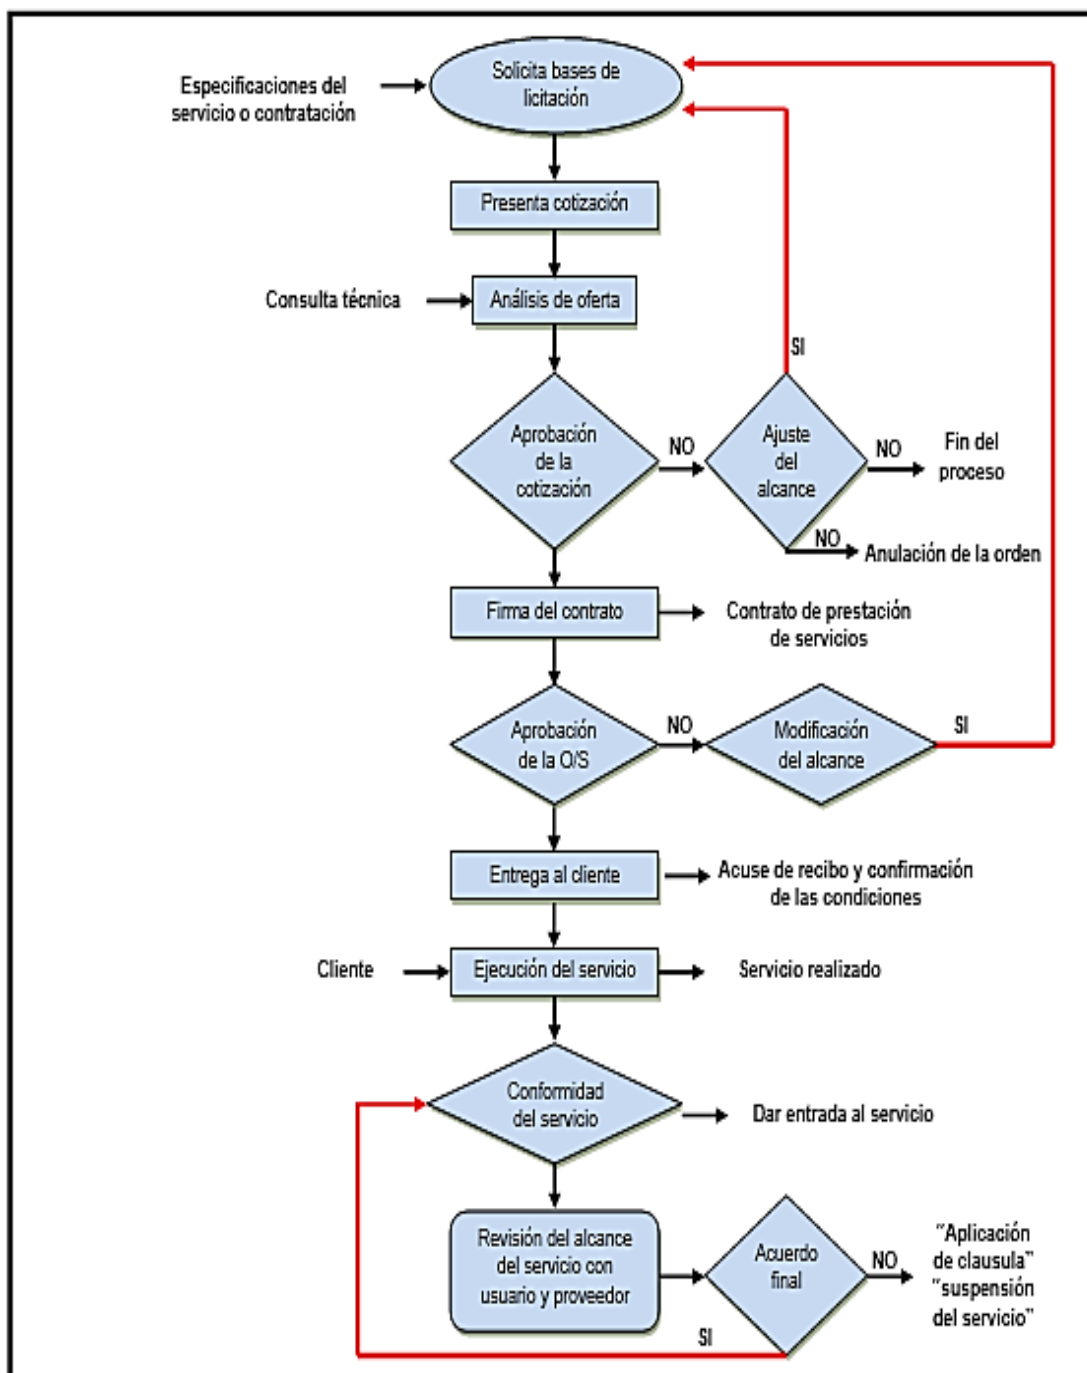 Solicita bases de
licitación
Especificaciones del
servicio o contratación
Presenta cotización
Consulta técnica
Análisis de oferta
SI
Aprobación
de la
cotización
NO
Ajuste
del
alcance
NO
Fin del
proceso
NO
Anulación de la orden
Firma del contrato
Contrato de prestación
de servicios
Aprobación
de la O/S
NO
Modificación
del alcance
SI
Entrega al cliente
Acuse de recibo y confirmación
de las condiciones
Cliente
Ejecución del servicio
Servicio realizado
Conformidad
del servicio
Dar entrada al servicio
Revisión del alcance
del servicio con
usuario y proveedor
Acuerdo
final
NO
"Aplicación
de clausula"
"suspensión
del servicio"
SI